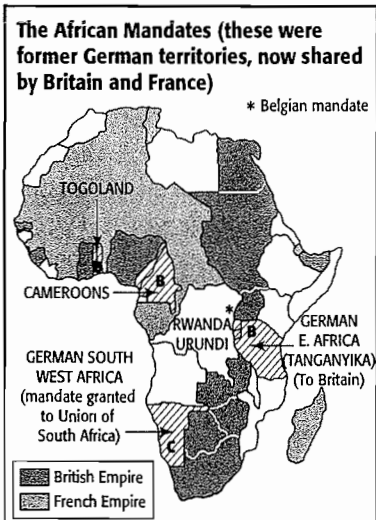 The African Mandates (these were
former German territories, now shared
by Britain and France)
* Belgian mandate
TOGOLAND
CAMEROONS
B
*
RWANDA
URUNDI
B
GERMAN
E. AFRICA
(TANGANYIKA)
(To Britain)
GERMAN SOUTH
WEST AFRICA
(mandate granted
to Union of
South Africa)
C
British Empire
French Empire